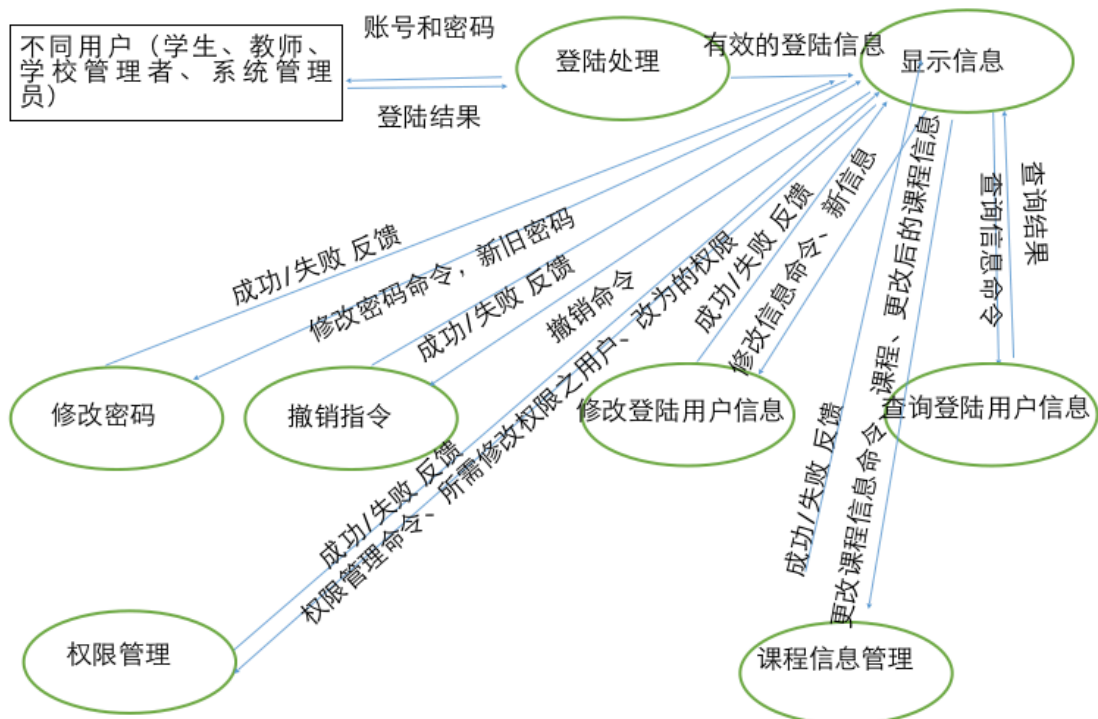 账号和密码
不同用户（学生、教师、
学校管理者、系统管理
员）
登陆处理
有效的登陆信息
显示信息
登陆结果
成功/失败 反馈
修改密码命令，新旧密码
成功/失败 反馈
撤销命令
权限管理命令- 所需修改权限之用户- 改为的权限
成功/失败 反馈
成功/失败 反馈
修改信息命令、新信息
成功/失败 反馈
更改课程信息命令、课程、更改后的课程信息
查询信息命令
查询结果
修改密码
撤销指令
修改登陆用户信息
查询登陆用户信息
权限管理
课程信息管理